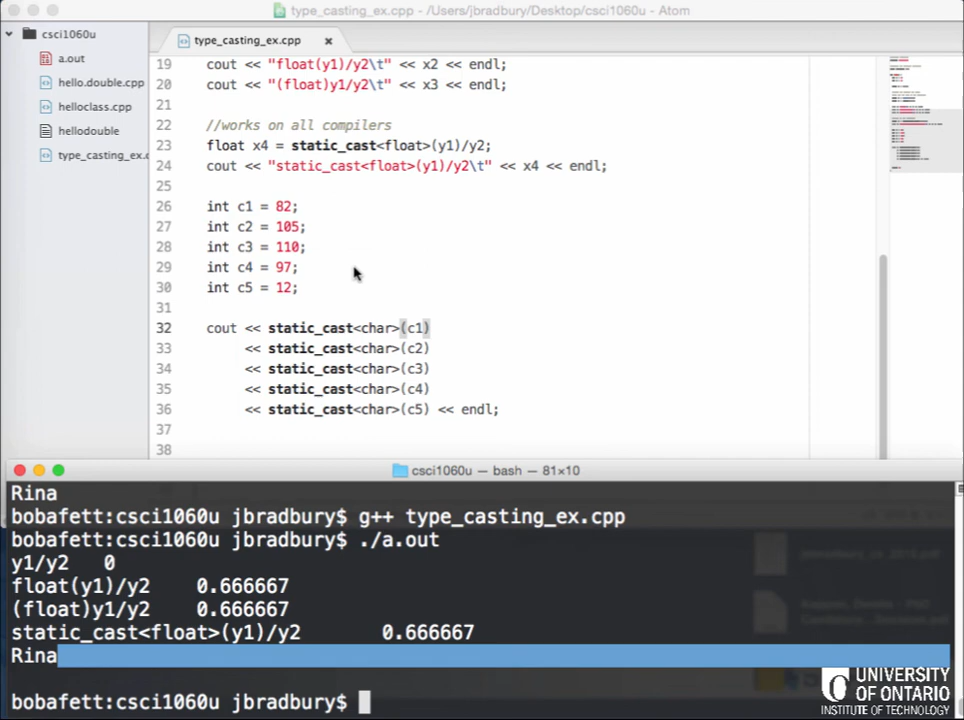 type_casting_ex.cpp - /Users/jbradbury/Desktop/csci1060u - Atom
csci1060u
a.out
hello.double.cpp
helloclass.cpp
hellodouble
type_casting_ex.c
type_casting_ex.cpp
19 cout << "float(y1)/y2\t" << x2 << endl;
20 cout << "(float)y1/y2\t" << x3 << endl;
21
22 //works on all compilers
23 float x4 = static_cast<float>(y1)/y2;
24 cout << "static_cast<float>(y1)/y2\t" << x4 << endl;
25
26 int c1 = 82;
27 int c2 = 105;
28 int c3 = 110;
29 int c4 = 97;
30 int c5 = 12;
31
32 cout << static_cast<char>(c1)
33 << static_cast<char>(c2)
34 << static_cast<char>(c3)
35 << static_cast<char>(c4)
36 << static_cast<char>(c5) << endl;
37
38
csci1060u — bash — 81×10
Rina
bobafett:csci1060u jbradbury$ g++ type_casting_ex.cpp
bobafett:csci1060u jbradbury$ ./a.out
y1/y2 0
float(y1)/y2 0.666667
(float)y1/y2 0.666667
static_cast<float>(y1)/y2 0.666667
Rina
bobafett:csci1060u jbradbury$
UNIVERSITY
OF ONTARIO
INSTITUTE OF TECHNOLOGY